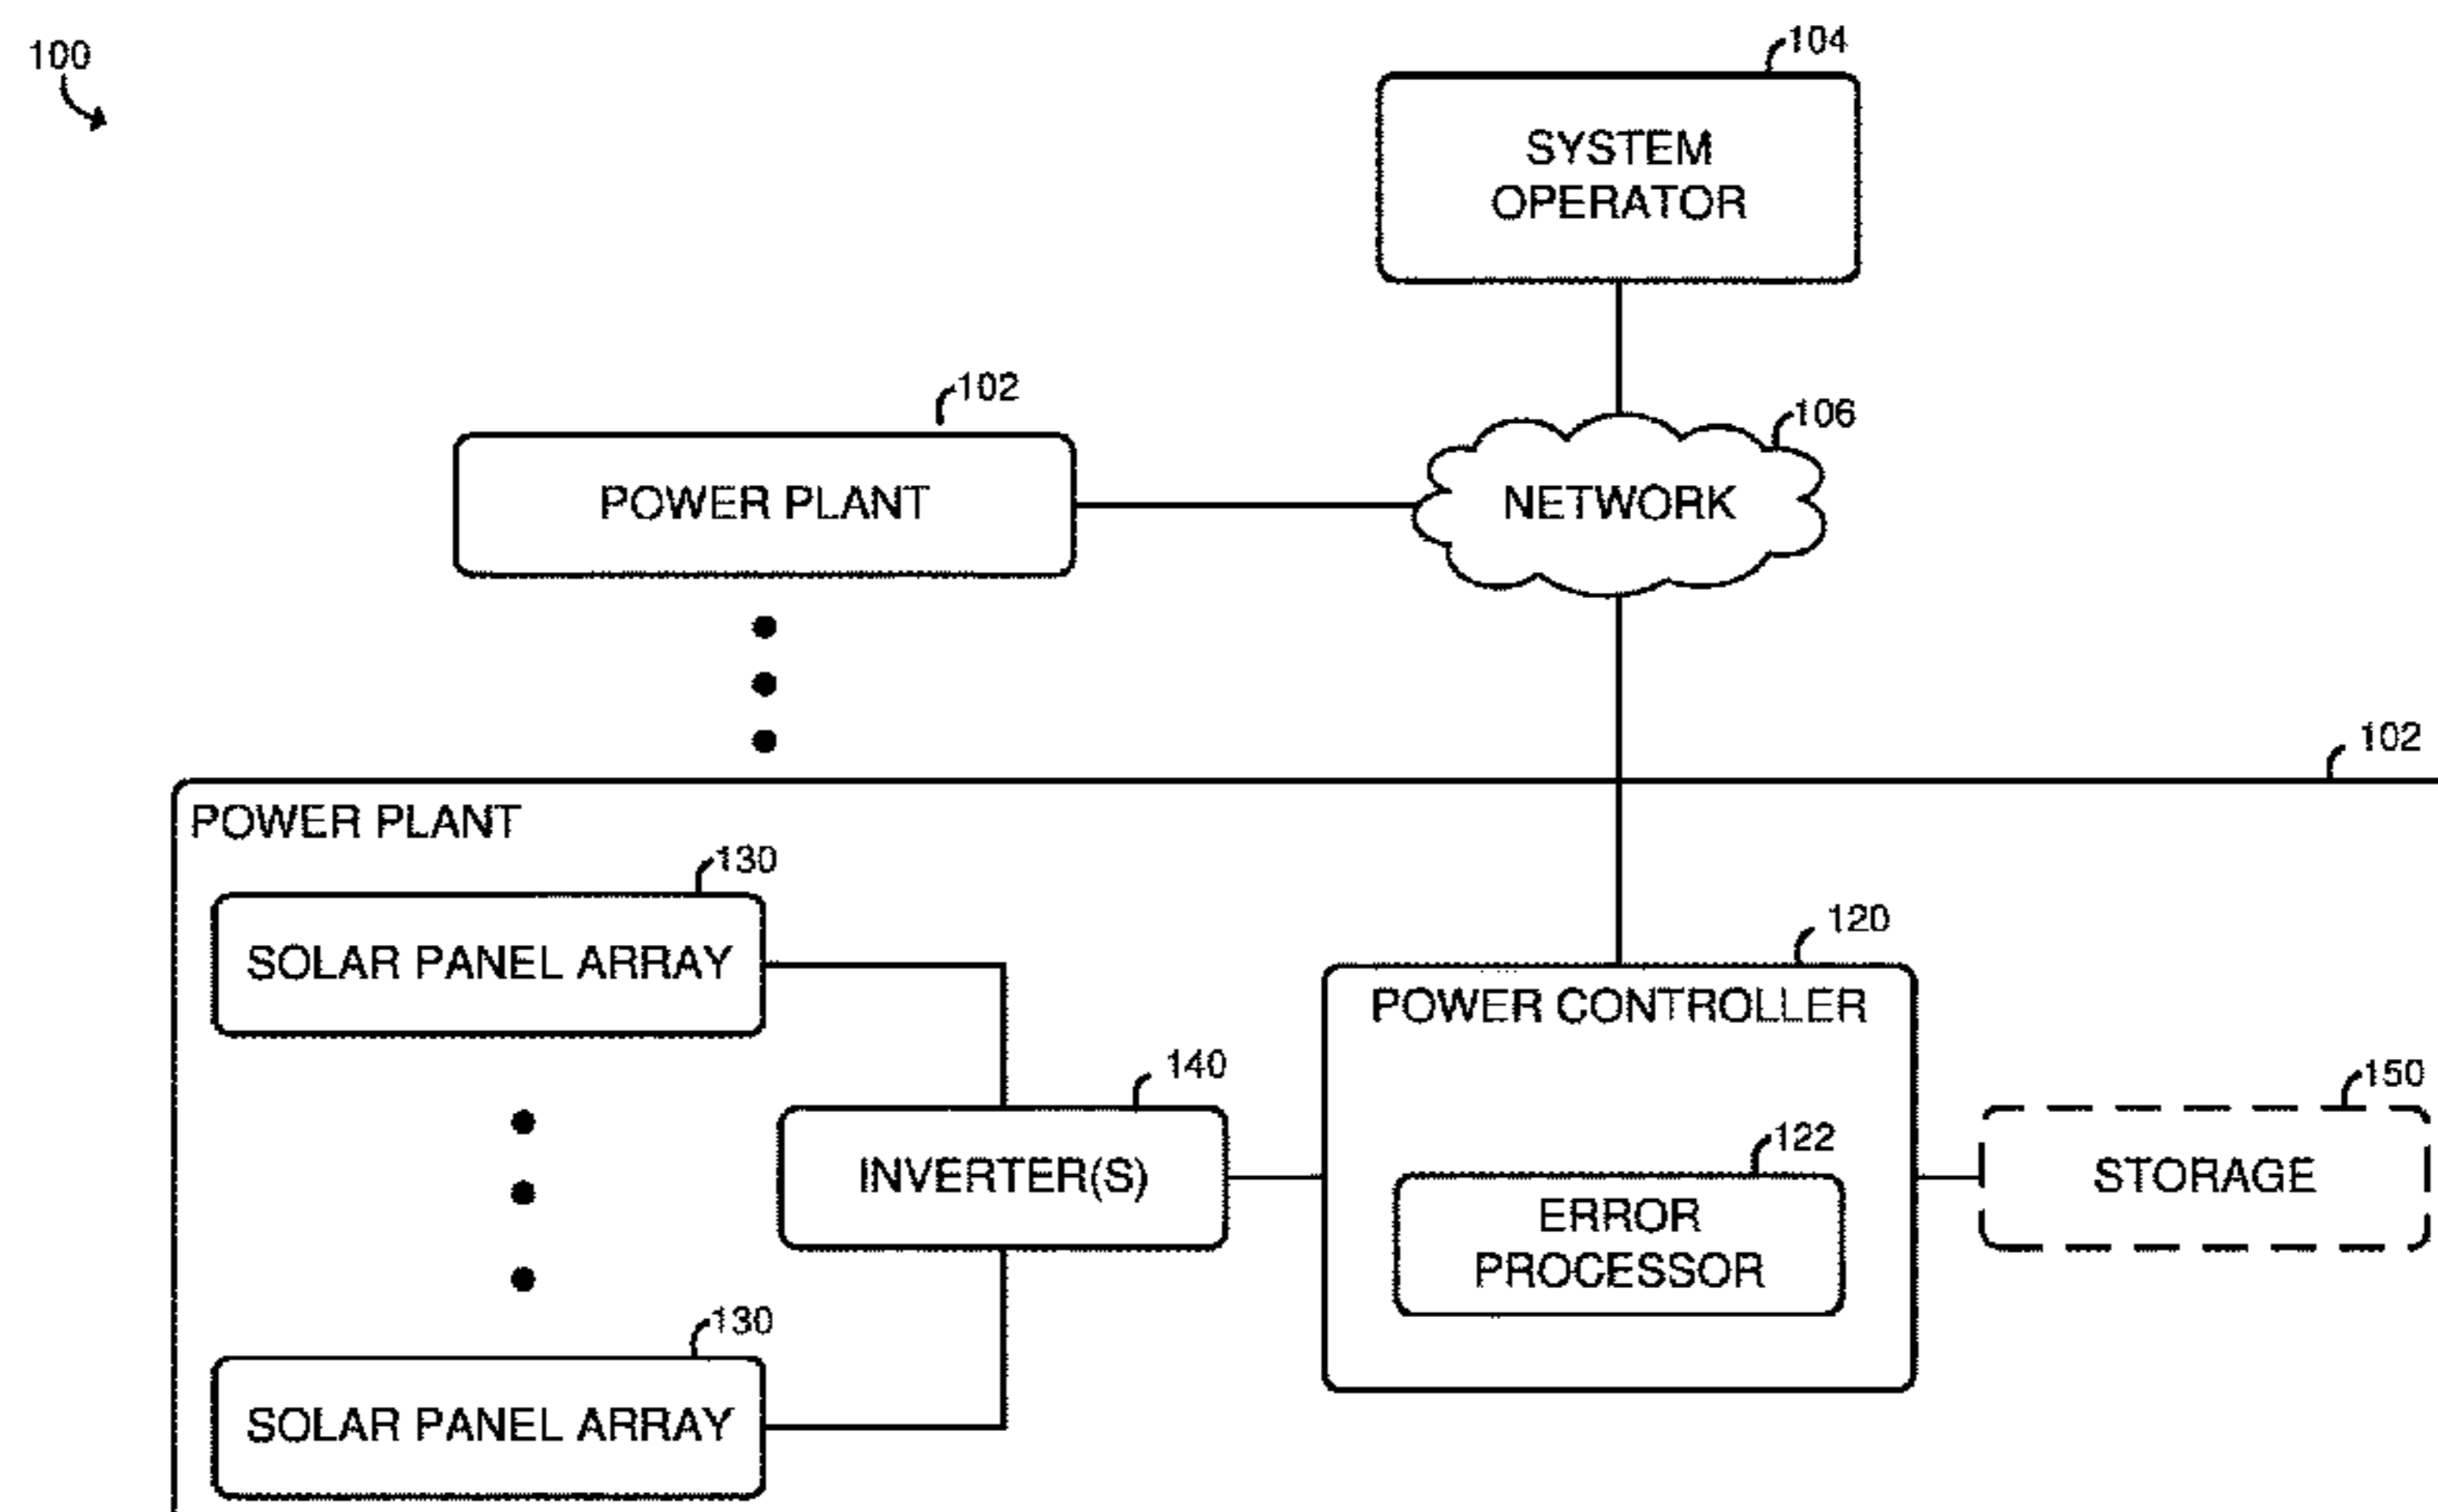 100
104
SYSTEM
OPERATOR
102
106
POWER PLANT
NETWORK
102
POWER PLANT
130
SOLAR PANEL ARRAY
120
POWER CONTROLLER
140
INVERTER(S)
122
ERROR
PROCESSOR
150
STORAGE
130
SOLAR PANEL ARRAY